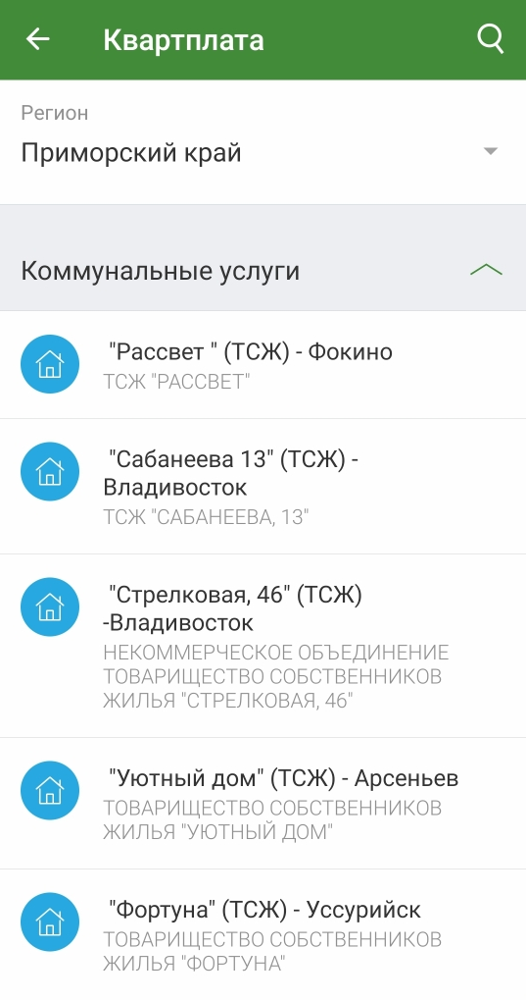 Квартплата
Регион
Приморский край
Коммунальные услуги
"Рассвет " (ТСЖ) - Фокино
ТСЖ "РАССВЕТ"
"Сабанеева 13" (ТСЖ) -
Владивосток
ТСЖ "САБАНЕЕВА, 13"
"Стрелковая, 46" (ТСЖ)
-Владивосток
НЕКОММЕРЧЕСКОЕ ОБЪЕДИНЕНИЕ
ТОВАРИЩЕСТВО СОБСТВЕННИКОВ
ЖИЛЬЯ "СТРЕЛКОВАЯ, 46"
"Уютный дом" (ТСЖ) - Арсеньев
ТОВАРИЩЕСТВО СОБСТВЕННИКОВ
ЖИЛЬЯ "УЮТНЫЙ ДОМ"
"Фортуна" (ТСЖ) - Уссурийск
ТОВАРИЩЕСТВО СОБСТВЕННИКОВ
ЖИЛЬЯ "ФОРТУНА"